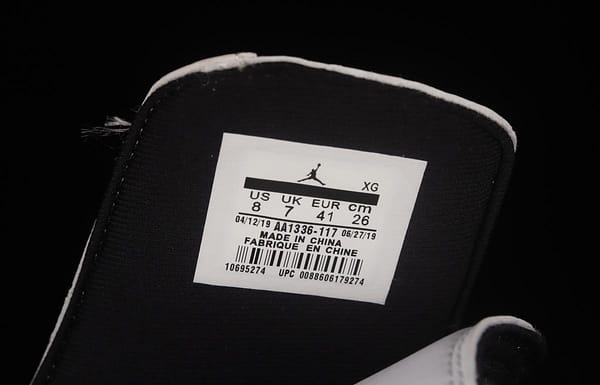 XG
US UK EUR cm
8 7 41 26
04/12/19 AA1336-117 06/27/19
MADE IN CHINA
FABRIQUE EN CHINE
10695274 UPC 0088606179274